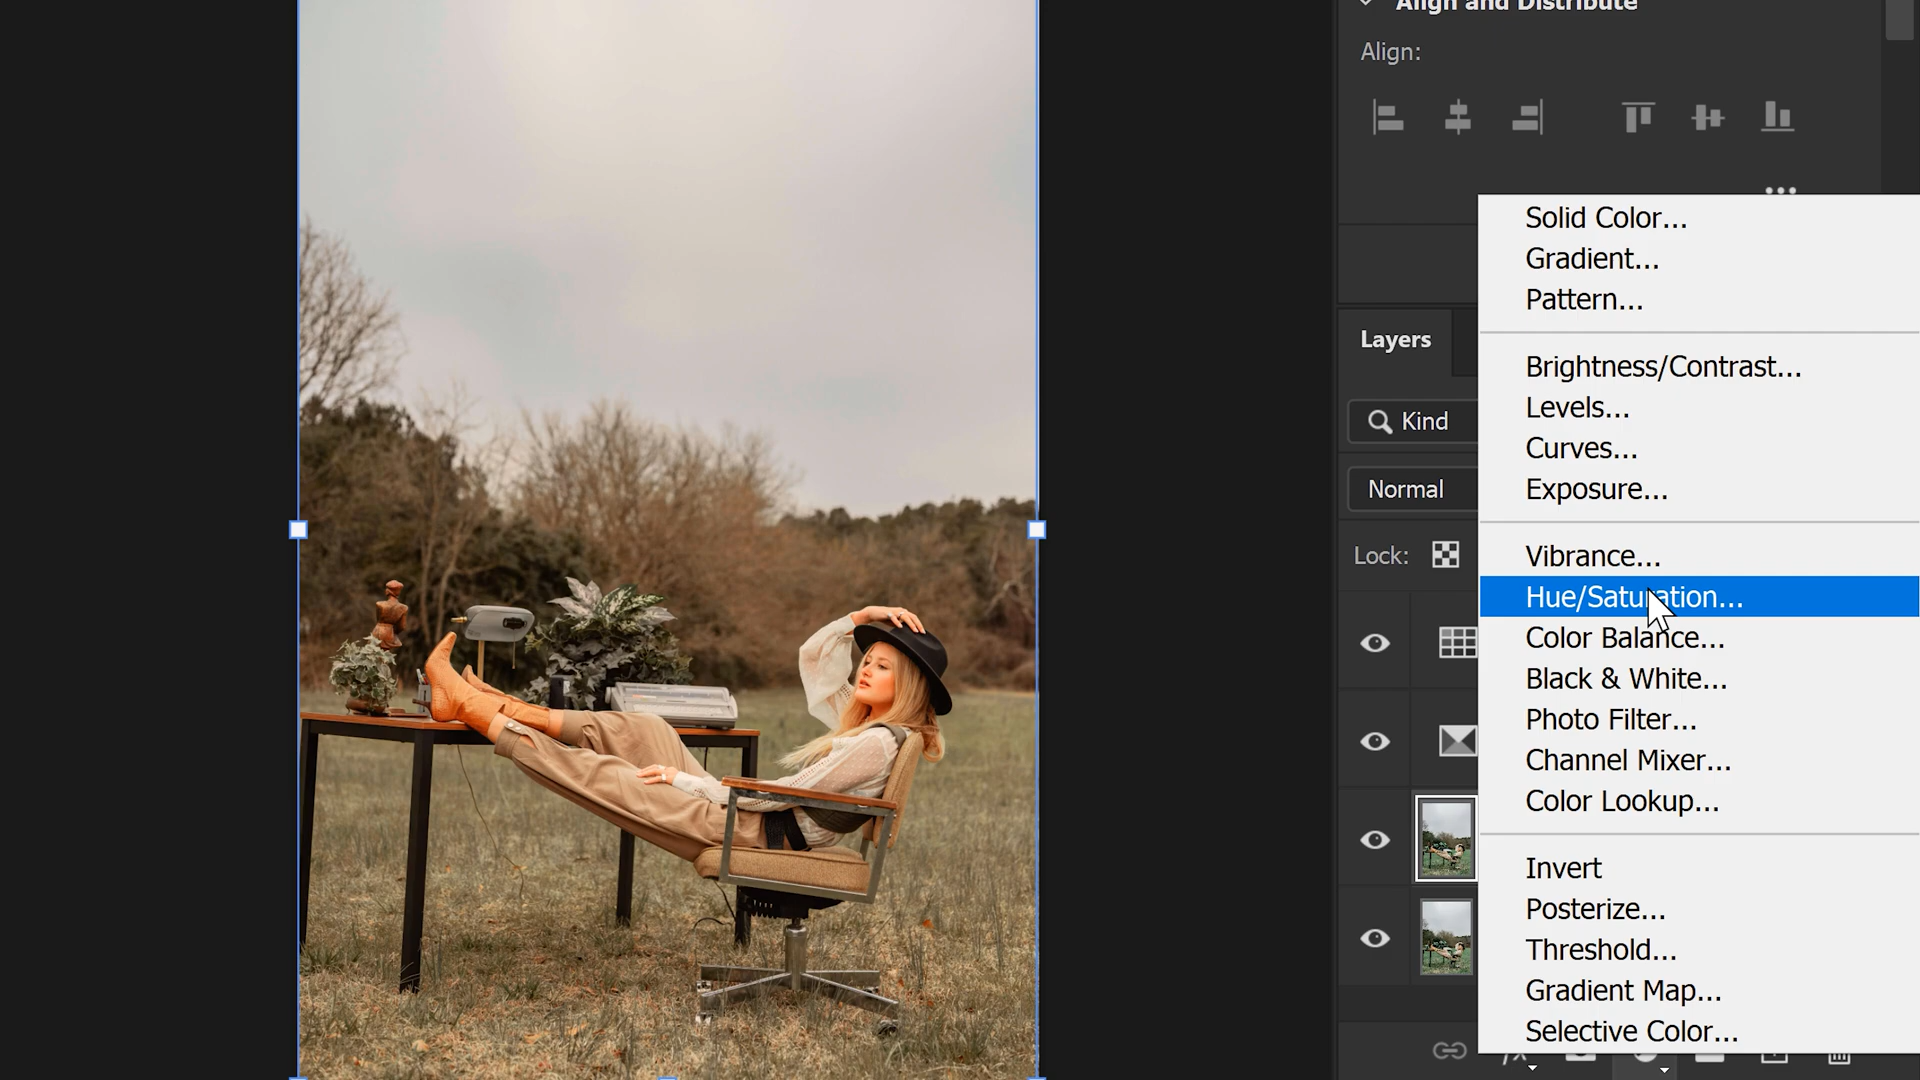 Align and Distribute
Align:
Solid Color...
Gradient...
Pattern...
Layers
Brightness/Contrast...
Levels...
Kind
Curves...
Normal
Exposure...
Lock:
Vibrance...
Hue/Saturation...
Color Balance...
Black & White...
Photo Filter...
Channel Mixer...
Color Lookup...
Invert
Posterize...
Threshold...
Gradient Map...
Selective Color...
fx